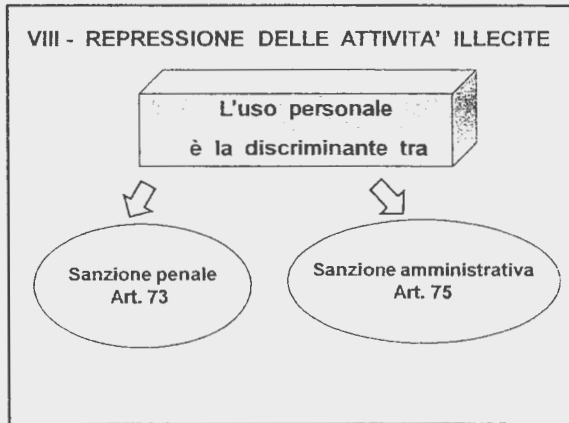 VIII - REPRESSIONE DELLE ATTIVITA' ILLECITE
L'uso personale
è la discriminante tra
Sanzione penale
Art. 73
Sanzione amministrativa
Art. 75